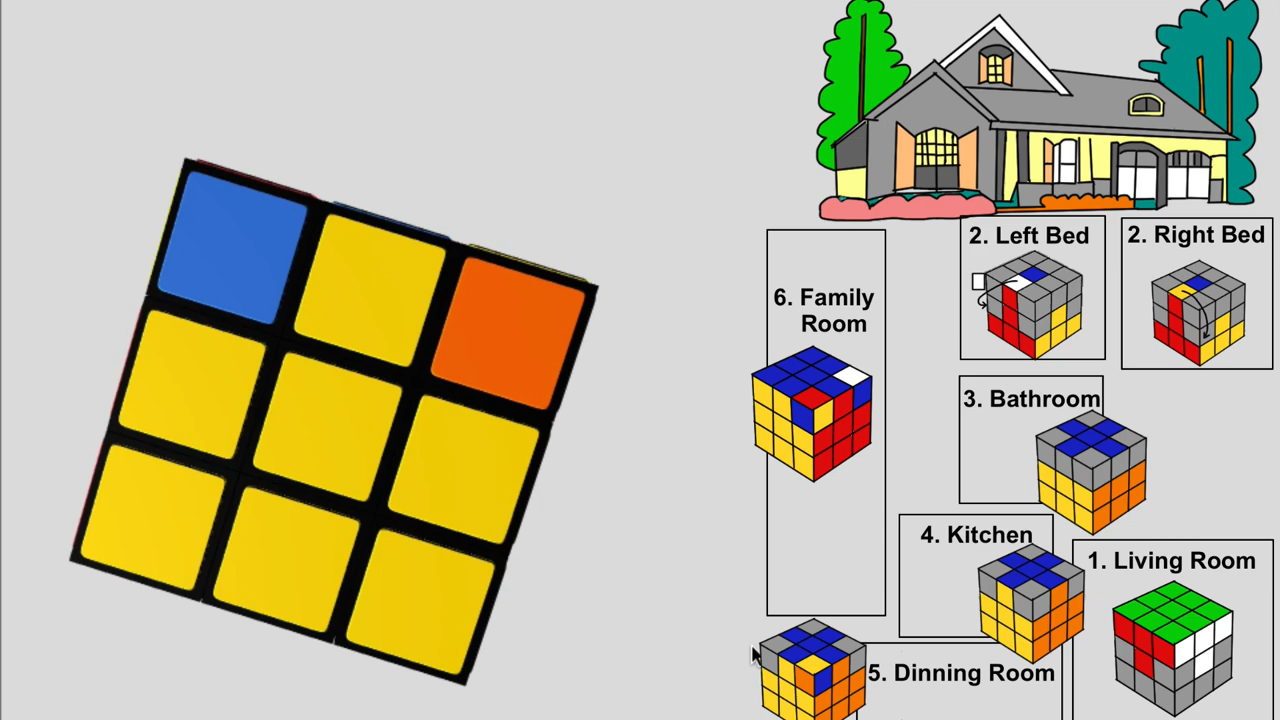 2. Left Bed
2. Right Bed
6. Family
Room
3. Bathroom
4. Kitchen
1. Living Room
5. Dinning Room